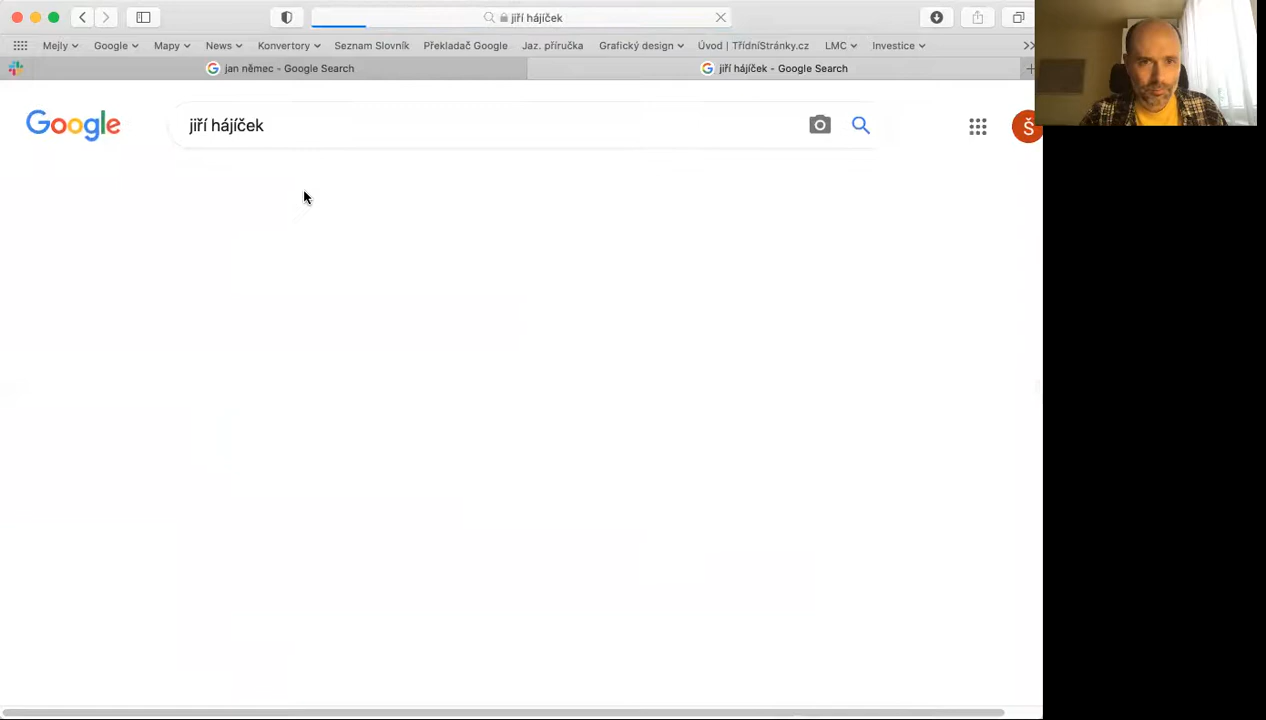 jiří hájíček
Mejly
Google
Mapy
News
Konvertory
Seznam Slovník
Překladač Google
Jaz. příručka
Grafický design
Úvod | TřídníStránky.cz
LMC
Investice
jan němec - Google Search
jiří hájíček - Google Search
Google
jiří hájíček
Š